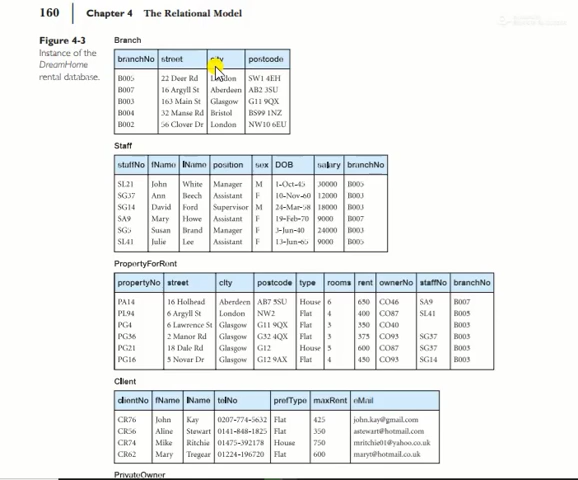 160 Chapter 4 The Relational Model
Figure 4-3
Instance of the
DreamHome
rental database.
Branch
branchNo street city postcode
B005 22 Deer Rd London SW1 4EH
B007 16 Argyll St Aberdeen AB2 3SU
B003 163 Main St Glasgow G11 9QX
B004 32 Manse Rd Bristol BS99 1NZ
B002 56 Clover Dr London NW10 6EU
Staff
staffNo fName lName position sex DOB salary branchNo
SL21 John White Manager M 1-Oct-45 30000 B005
SG37 Ann Beech Assistant F 10-Nov-60 12000 B003
SG14 David Ford Supervisor M 24-Mar-58 18000 B003
SA9 Mary Howe Assistant F 19-Feb-70 9000 B007
SG5 Susan Brand Manager F 3-Jun-40 24000 B003
SL41 Julie Lee Assistant F 13-Jun-65 9000 B005
PropertyForRent
propertyNo street city postcode type rooms rent ownerNo staffNo branchNo
PA14 16 Holhead Aberdeen AB7 5SU House 6 650 CO46 SA9 B007
PL94 6 Argyll St London NW2 Flat 4 400 CO87 SL41 B005
PG4 6 Lawrence St Glasgow G11 9QX Flat 3 350 CO40 B003
PG36 2 Manor Rd Glasgow G32 4QX Flat 3 375 CO93 SG37 B003
PG21 18 Dale Rd Glasgow G12 House 5 600 CO87 SG37 B003
PG16 5 Novar Dr Glasgow G12 9AX Flat 4 450 CO93 SG14 B003
Client
clientNo fName lName telNo prefType maxRent eMail
CR76 John Kay 0207-774-5632 Flat 425 john.kay@gmail.com
CR56 Aline Stewart 0141-848-1825 Flat 350 astewart@hotmail.com
CR74 Mike Ritchie 01475-392178 House 750 mritchie01@yahoo.co.uk
CR62 Mary Tregear 01224-196720 Flat 600 maryt@hotmail.co.uk
PrivateOwner